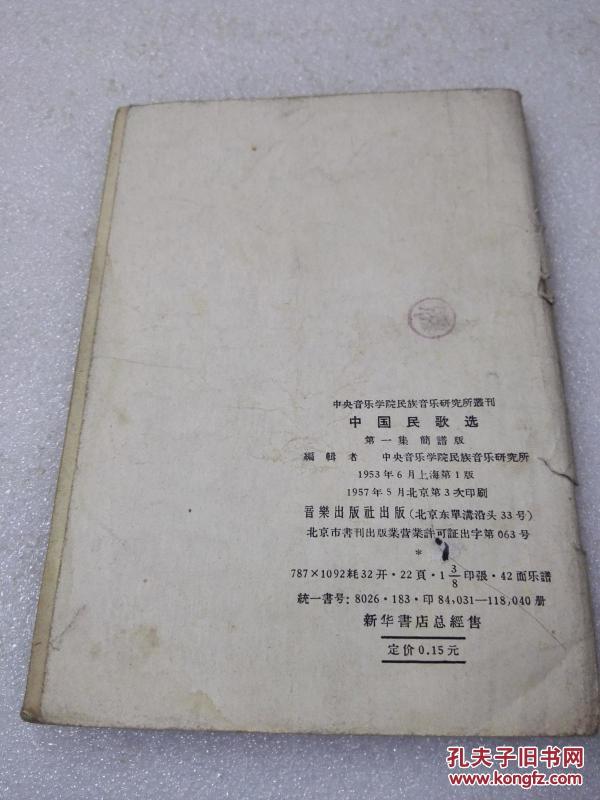 中央音乐学院民族音乐研究所叢刊
中国民歌选
第一集 簡譜版
編輯者 中央音乐学院民族音乐研究所
1953年6月上海第1版
1957年5月北京第3次印刷
音樂出版社出版(北京东單溝沿头33号)
北京市書刊出版業营業許可証出字第063号
*
787×1092粍32开·22頁·1 3/8印張·42面乐譜
統一書号:8026·183·印84,031—118,040册
新华書店总經售
定价0.15元
孔夫子旧书网
www.kongfz.com